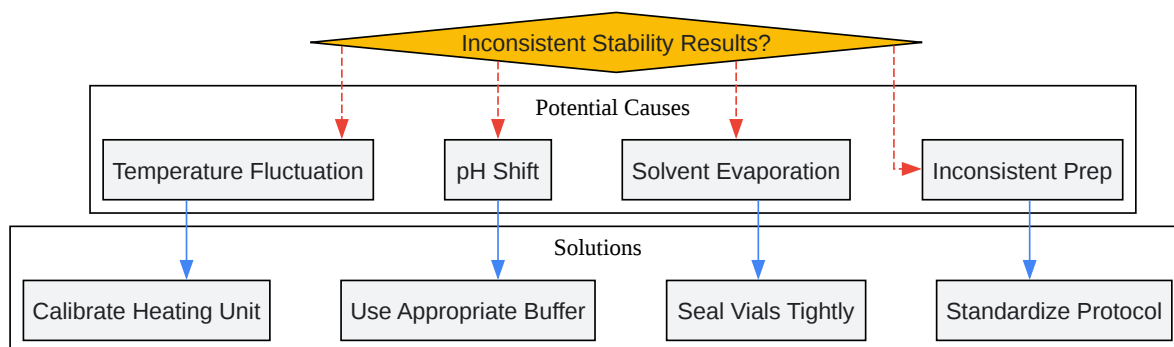 Inconsistent Stability Results?
Potential Causes
Temperature Fluctuation
pH Shift
Solvent Evaporation
Inconsistent Prep
Solutions
Calibrate Heating Unit
Use Appropriate Buffer
Seal Vials Tightly
Standardize Protocol